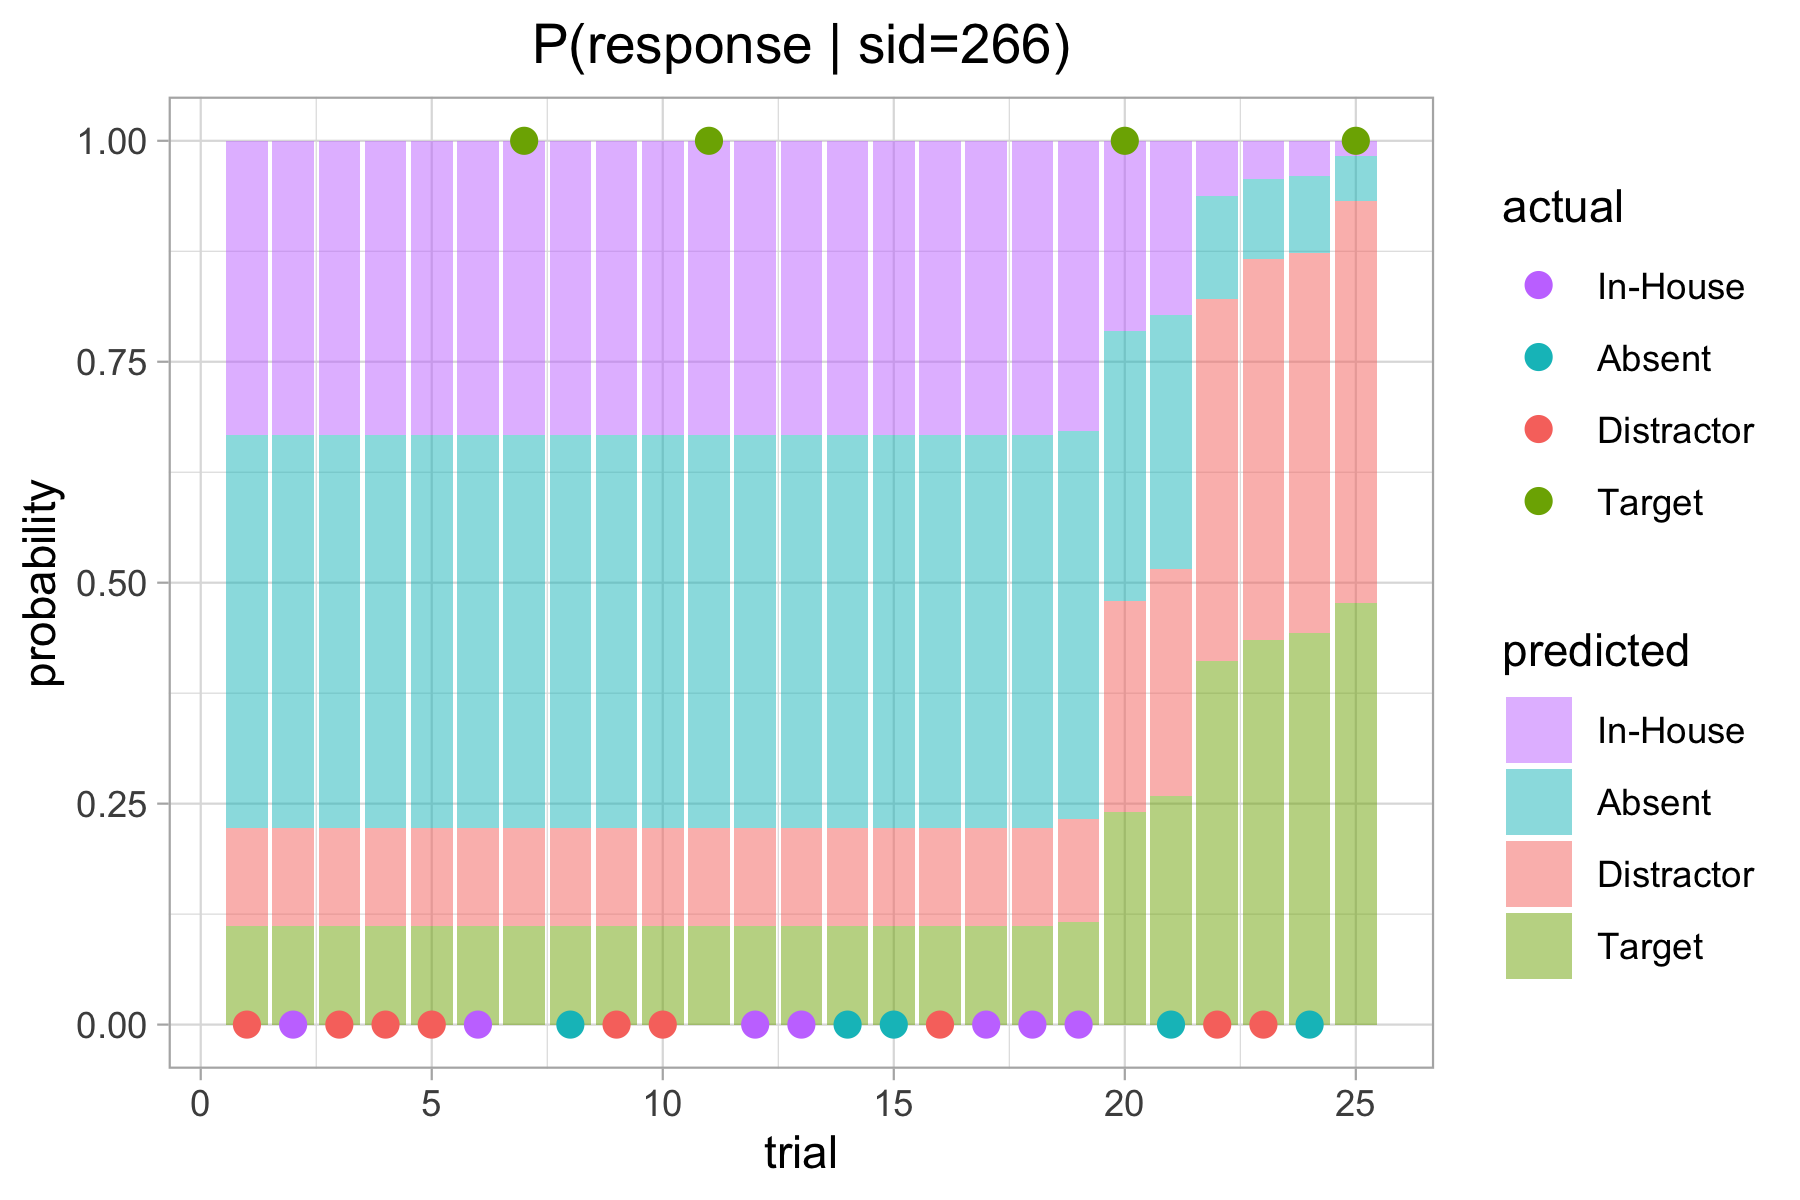 P(response | sid=266)
1.00
0.75
0.50
0.25
0.00
probability
0 5 10 15 20 25
trial
actual
In-House
Absent
Distractor
Target
predicted
In-House
Absent
Distractor
Target